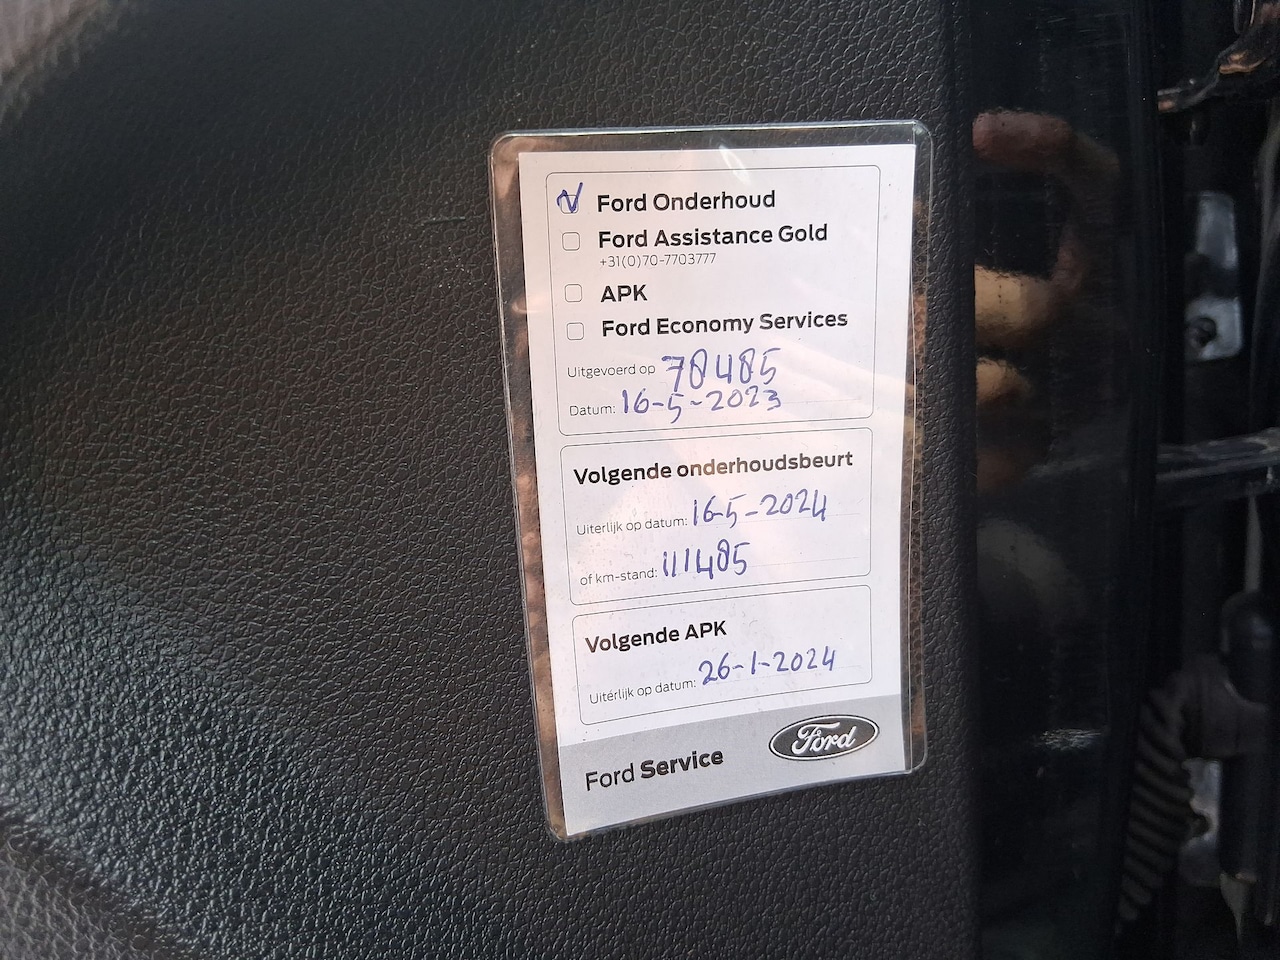 Ford Onderhoud
Ford Assistance Gold
+31(0)70-7703777
APK
Ford Economy Services
Uitgevoerd op 78485
Datum: 16-5-2023
Volgende onderhoudsbeurt
Uiterlijk op datum: 16-5-2024
of km-stand: 111485
Volgende APK
Uiterlijk op datum: 26-1-2024
Ford Service
Ford